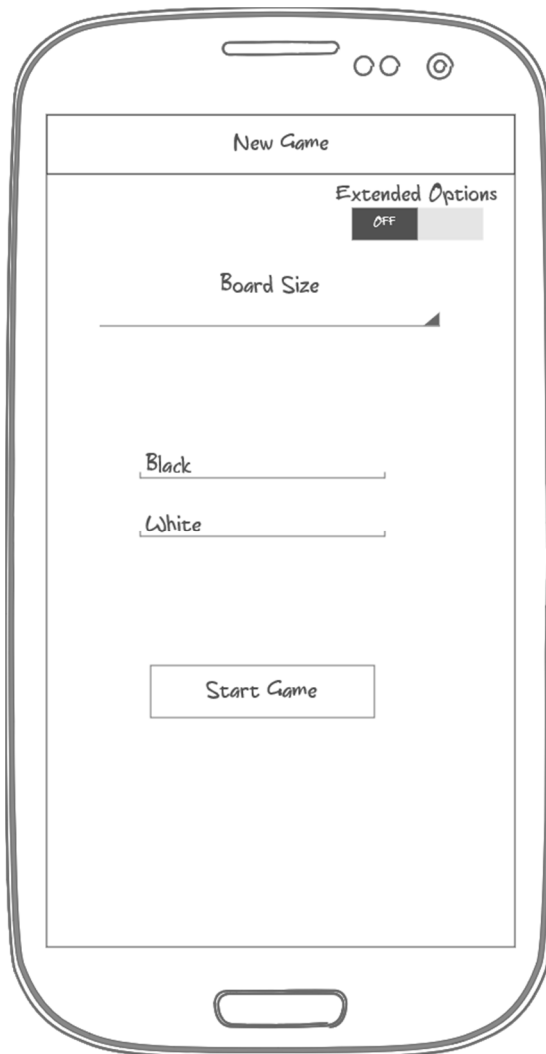 New Game
Extended Options
OFF
Board Size
Black
White
Start Game